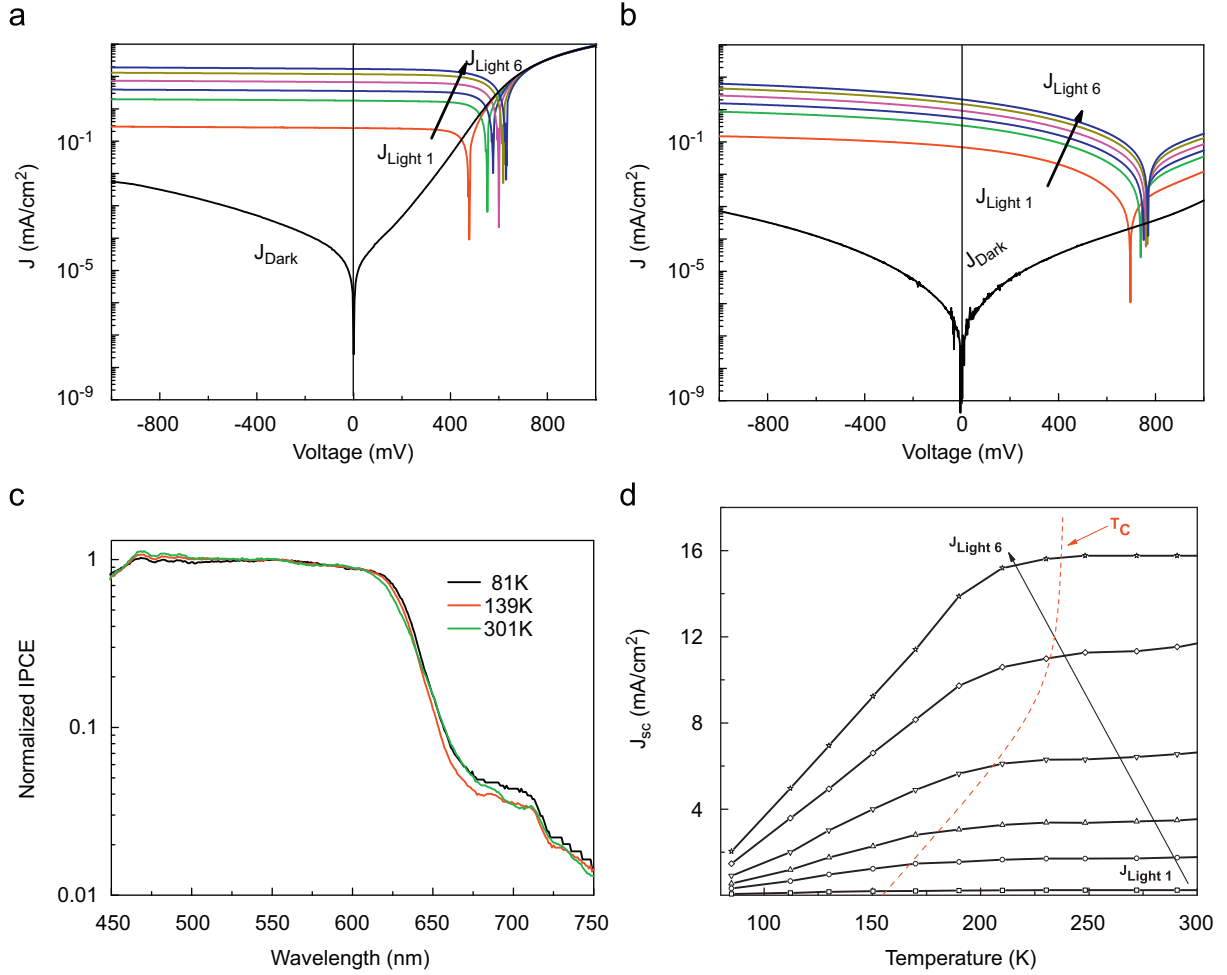 a
J (mA/cm²)
10⁻¹
10⁻⁵
10⁻⁹
J_Light 6
J_Light 1
J_Dark
-800 -400 0 400 800
Voltage (mV)
b
J (mA/cm²)
10⁻¹
10⁻⁵
10⁻⁹
J_Light 6
J_Light 1
J_Dark
-800 -400 0 400 800
Voltage (mV)
c
Normalized IPCE
1
0.1
0.01
81K
139K
301K
450 500 550 600 650 700 750
Wavelength (nm)
d
J_sc (mA/cm²)
16
12
8
4
T_C
J_Light 6
J_Light 1
100 150 200 250 300
Temperature (K)